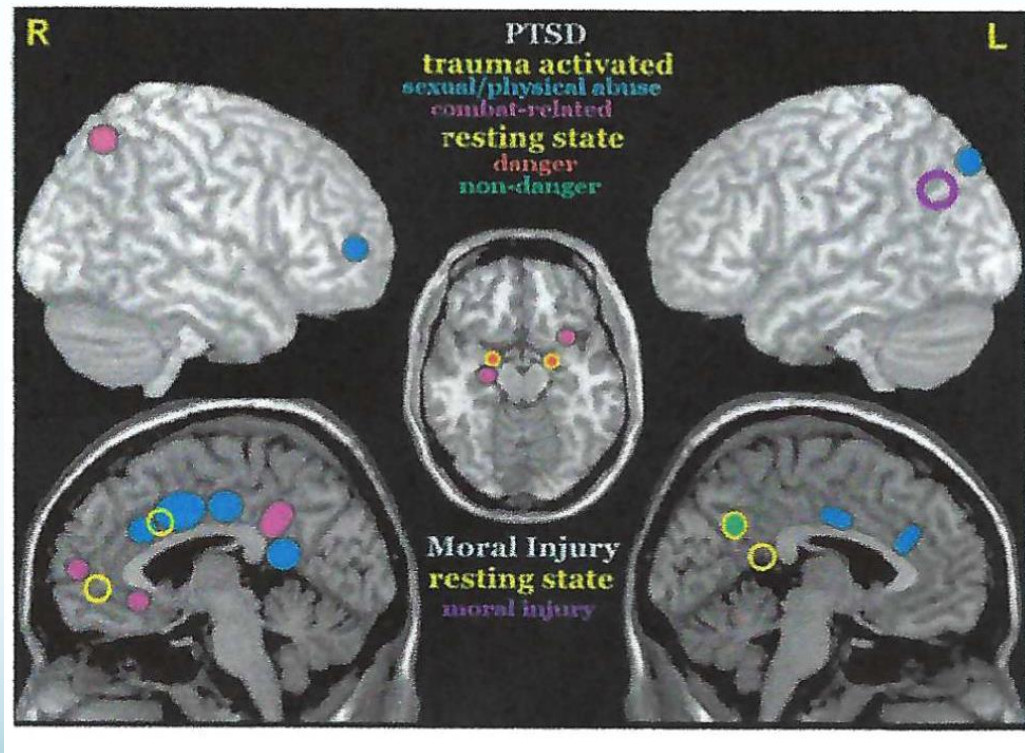 R
L
PTSD
trauma activated
sexual/physical abuse
combat-related
resting state
danger
non-danger
Moral Injury
resting state
moral injury